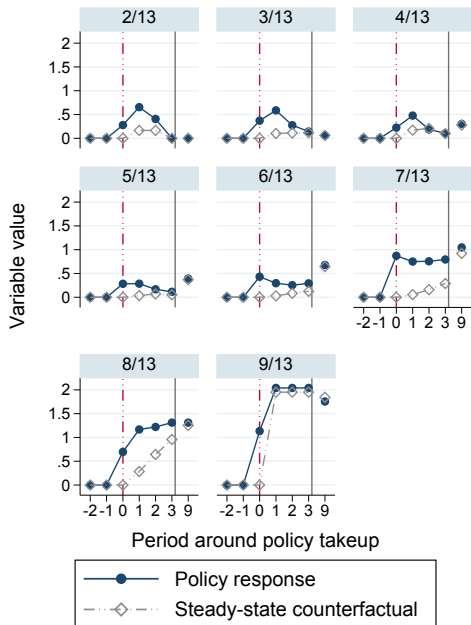 2/13 3/13 4/13
2
1.5
1
.5
0
5/13 6/13 7/13
2
1.5
1
.5
0
-2 -1 0 1 2 3 9
8/13 9/13
2
1.5
1
.5
0
-2 -1 0 1 2 3 9 -2 -1 0 1 2 3 9
Variable value
Period around policy takeup
Policy response
Steady-state counterfactual